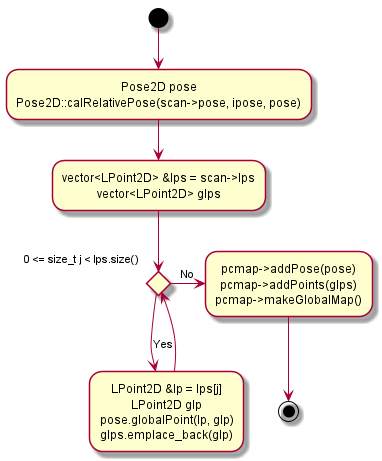 Pose2D pose
Pose2D::calRelativePose(scan->pose, ipose, pose)
vector<LPoint2D> &lps = scan->lps
vector<LPoint2D> glps
0 <= size_t j < lps.size()
No
pcmap->addPose(pose)
pcmap->addPoints(glps)
pcmap->makeGlobalMap()
Yes
LPoint2D &lp = lps[j]
LPoint2D glp
pose.globalPoint(lp, glp)
glps.emplace_back(glp)